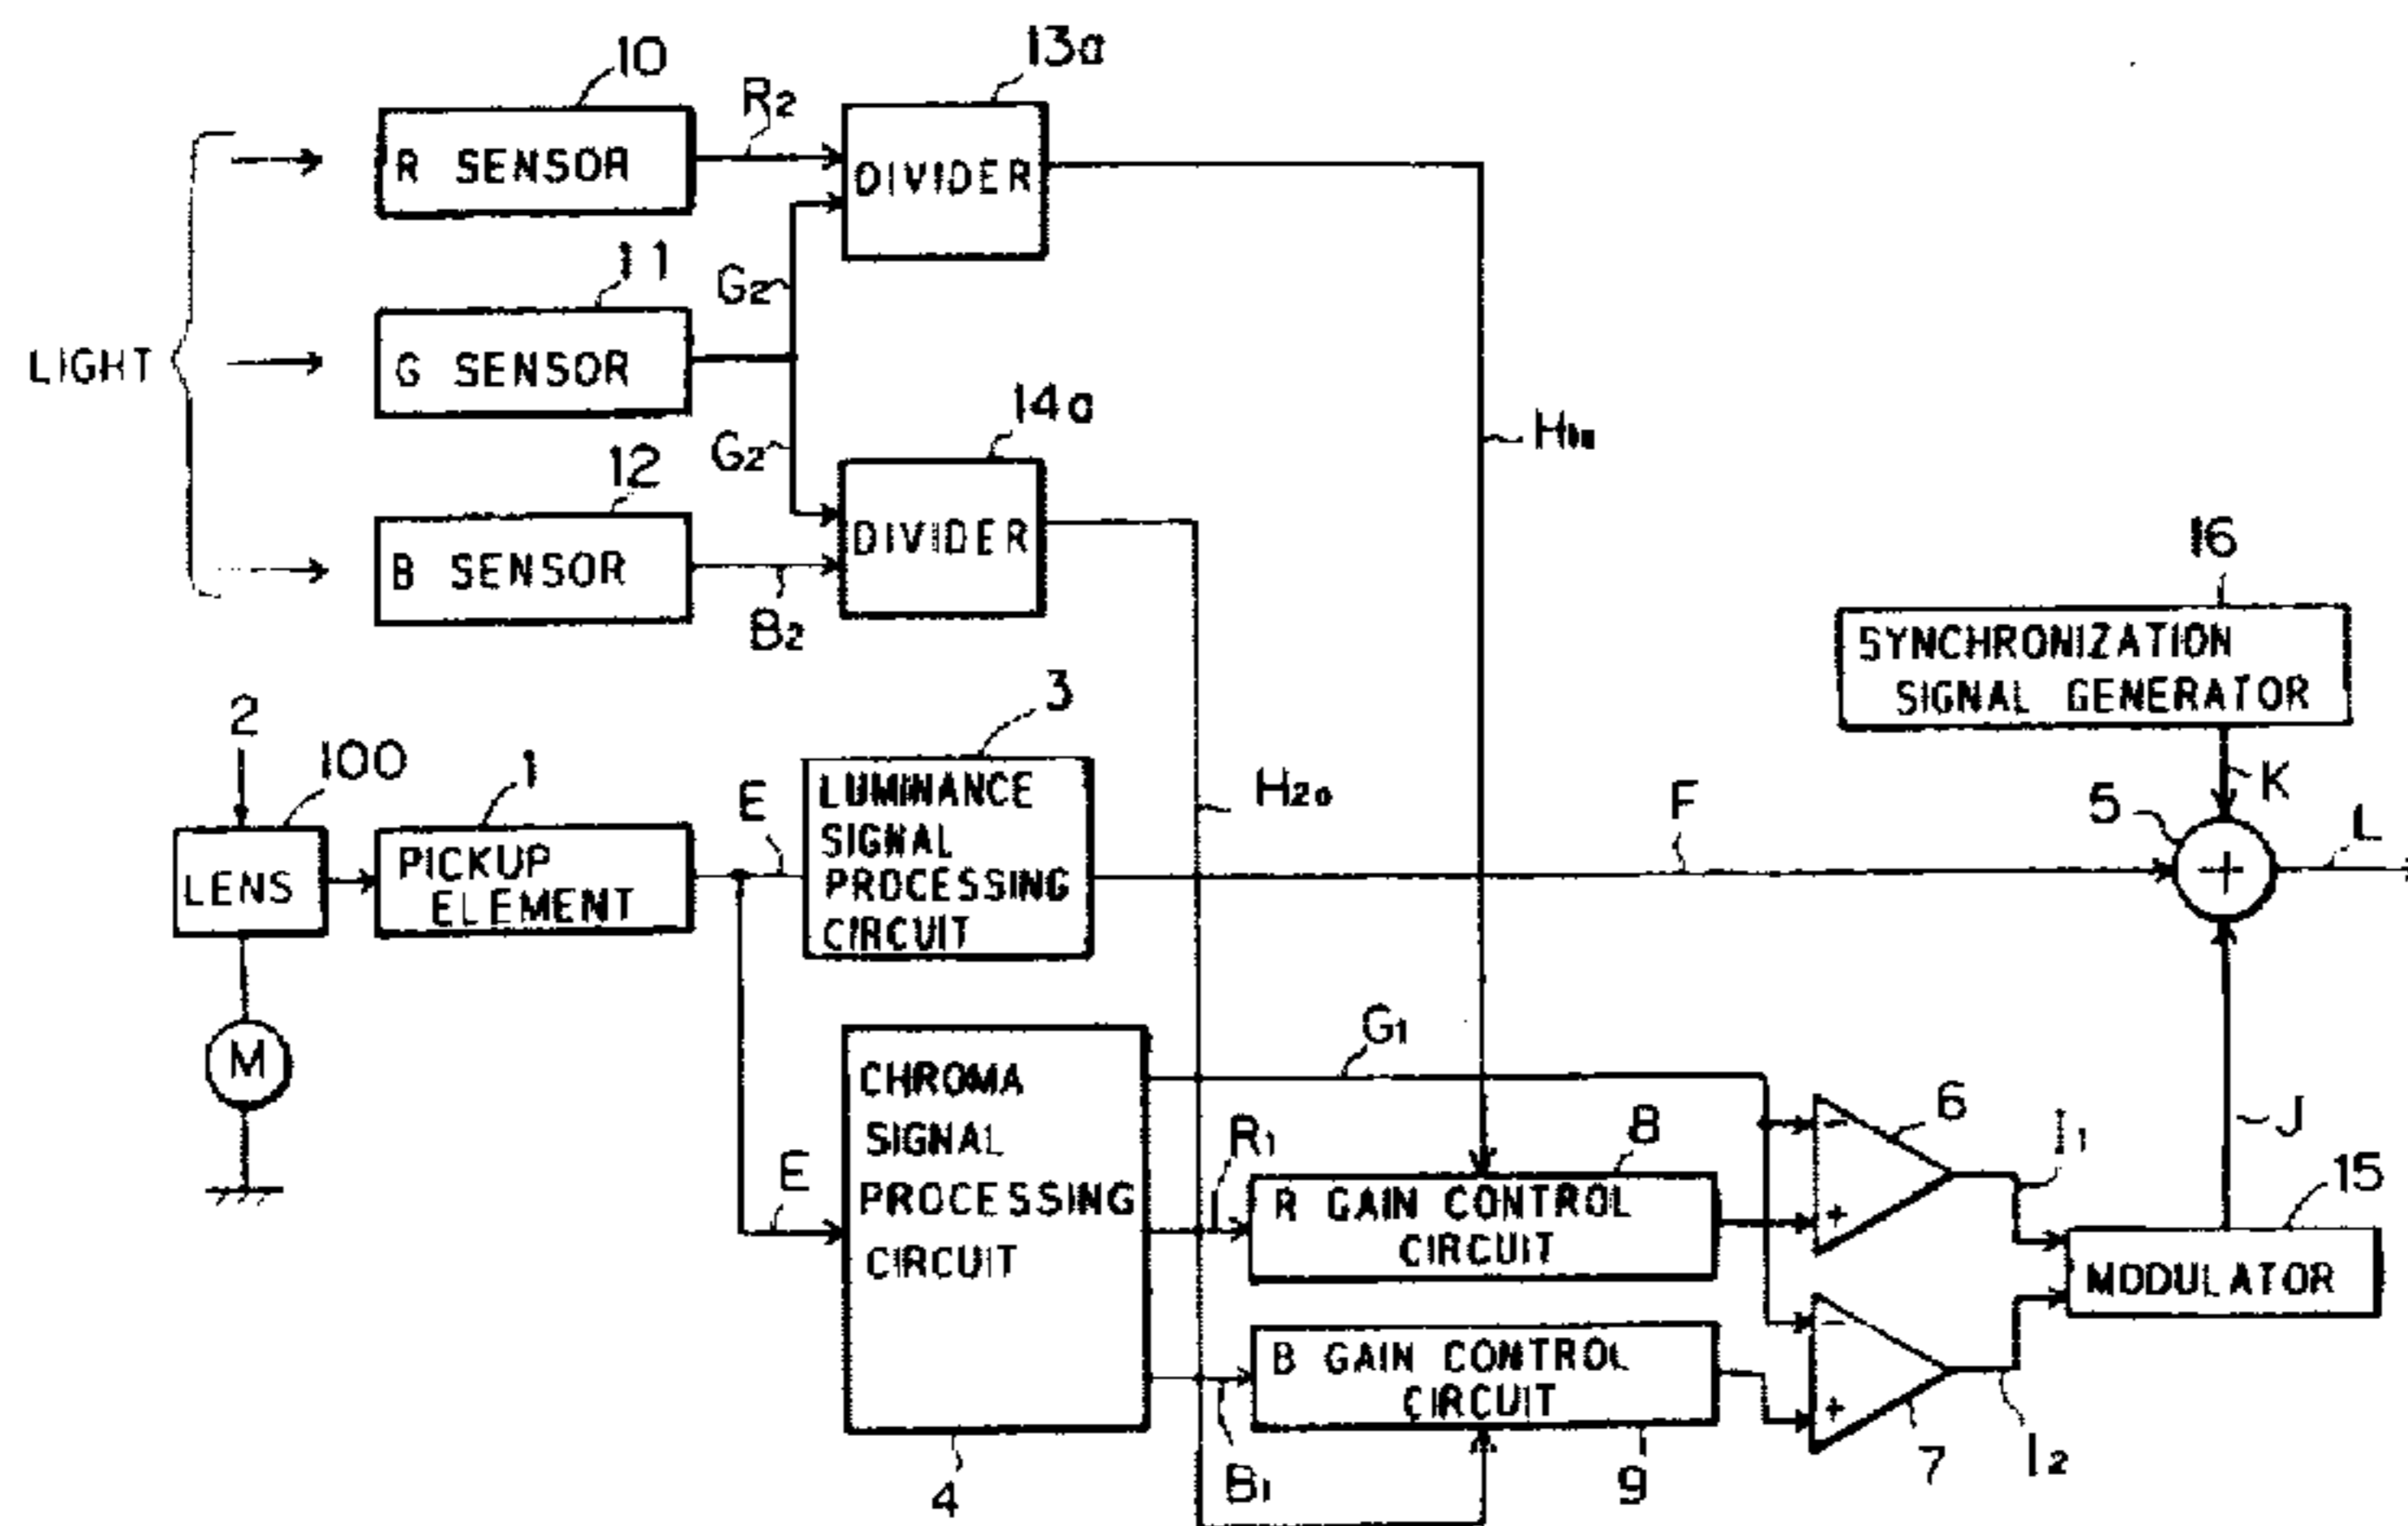 10
13a
R2
R SENSOR
DIVIDER
11
G2
LIGHT
G SENSOR
14a
G2
12
DIVIDER
B SENSOR
B2
16
SYNCHRONIZATION
SIGNAL GENERATOR
2
100
1
3
E
LUMINANCE
SIGNAL
PROCESSING
CIRCUIT
H2a
F
5
K
L
+
LENS
PICKUP
ELEMENT
M
G1
CHROMA
SIGNAL
PROCESSING
CIRCUIT
E
R1
8
6
I1
J
15
−
+
R GAIN CONTROL
CIRCUIT
MODULATOR
B GAIN CONTROL
CIRCUIT
−
+
4
B1
9
7
I2